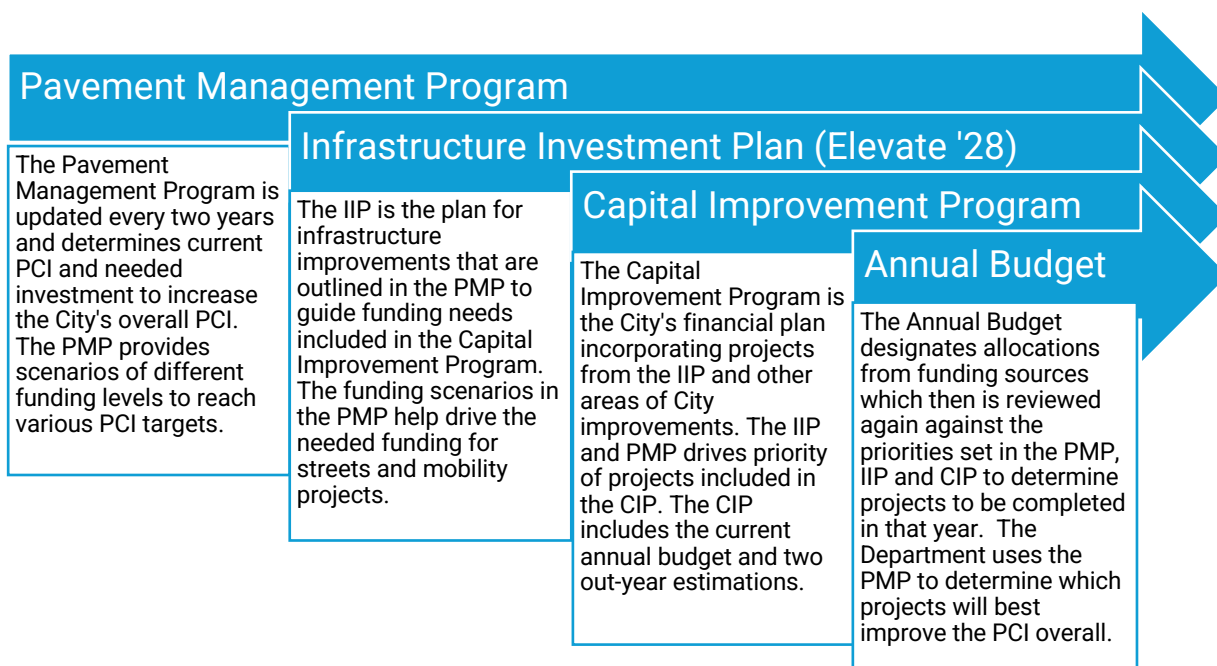 Pavement Management Program
The Pavement
Management Program is
updated every two years
and determines current
PCI and needed
investment to increase
the City's overall PCI.
The PMP provides
scenarios of different
funding levels to reach
various PCI targets.
Infrastructure Investment Plan (Elevate '28)
The IIP is the plan for
infrastructure
improvements that are
outlined in the PMP to
guide funding needs
included in the Capital
Improvement Program.
The funding scenarios in
the PMP help drive the
needed funding for
streets and mobility
projects.
Capital Improvement Program
The Capital
Improvement Program is
the City's financial plan
incorporating projects
from the IIP and other
areas of City
improvements. The IIP
and PMP drives priority
of projects included in
the CIP. The CIP
includes the current
annual budget and two
out-year estimations.
Annual Budget
The Annual Budget
designates allocations
from funding sources
which then is reviewed
again against the
priorities set in the PMP,
IIP and CIP to determine
projects to be completed
in that year.  The
Department uses the
PMP to determine which
projects will best
improve the PCI overall.